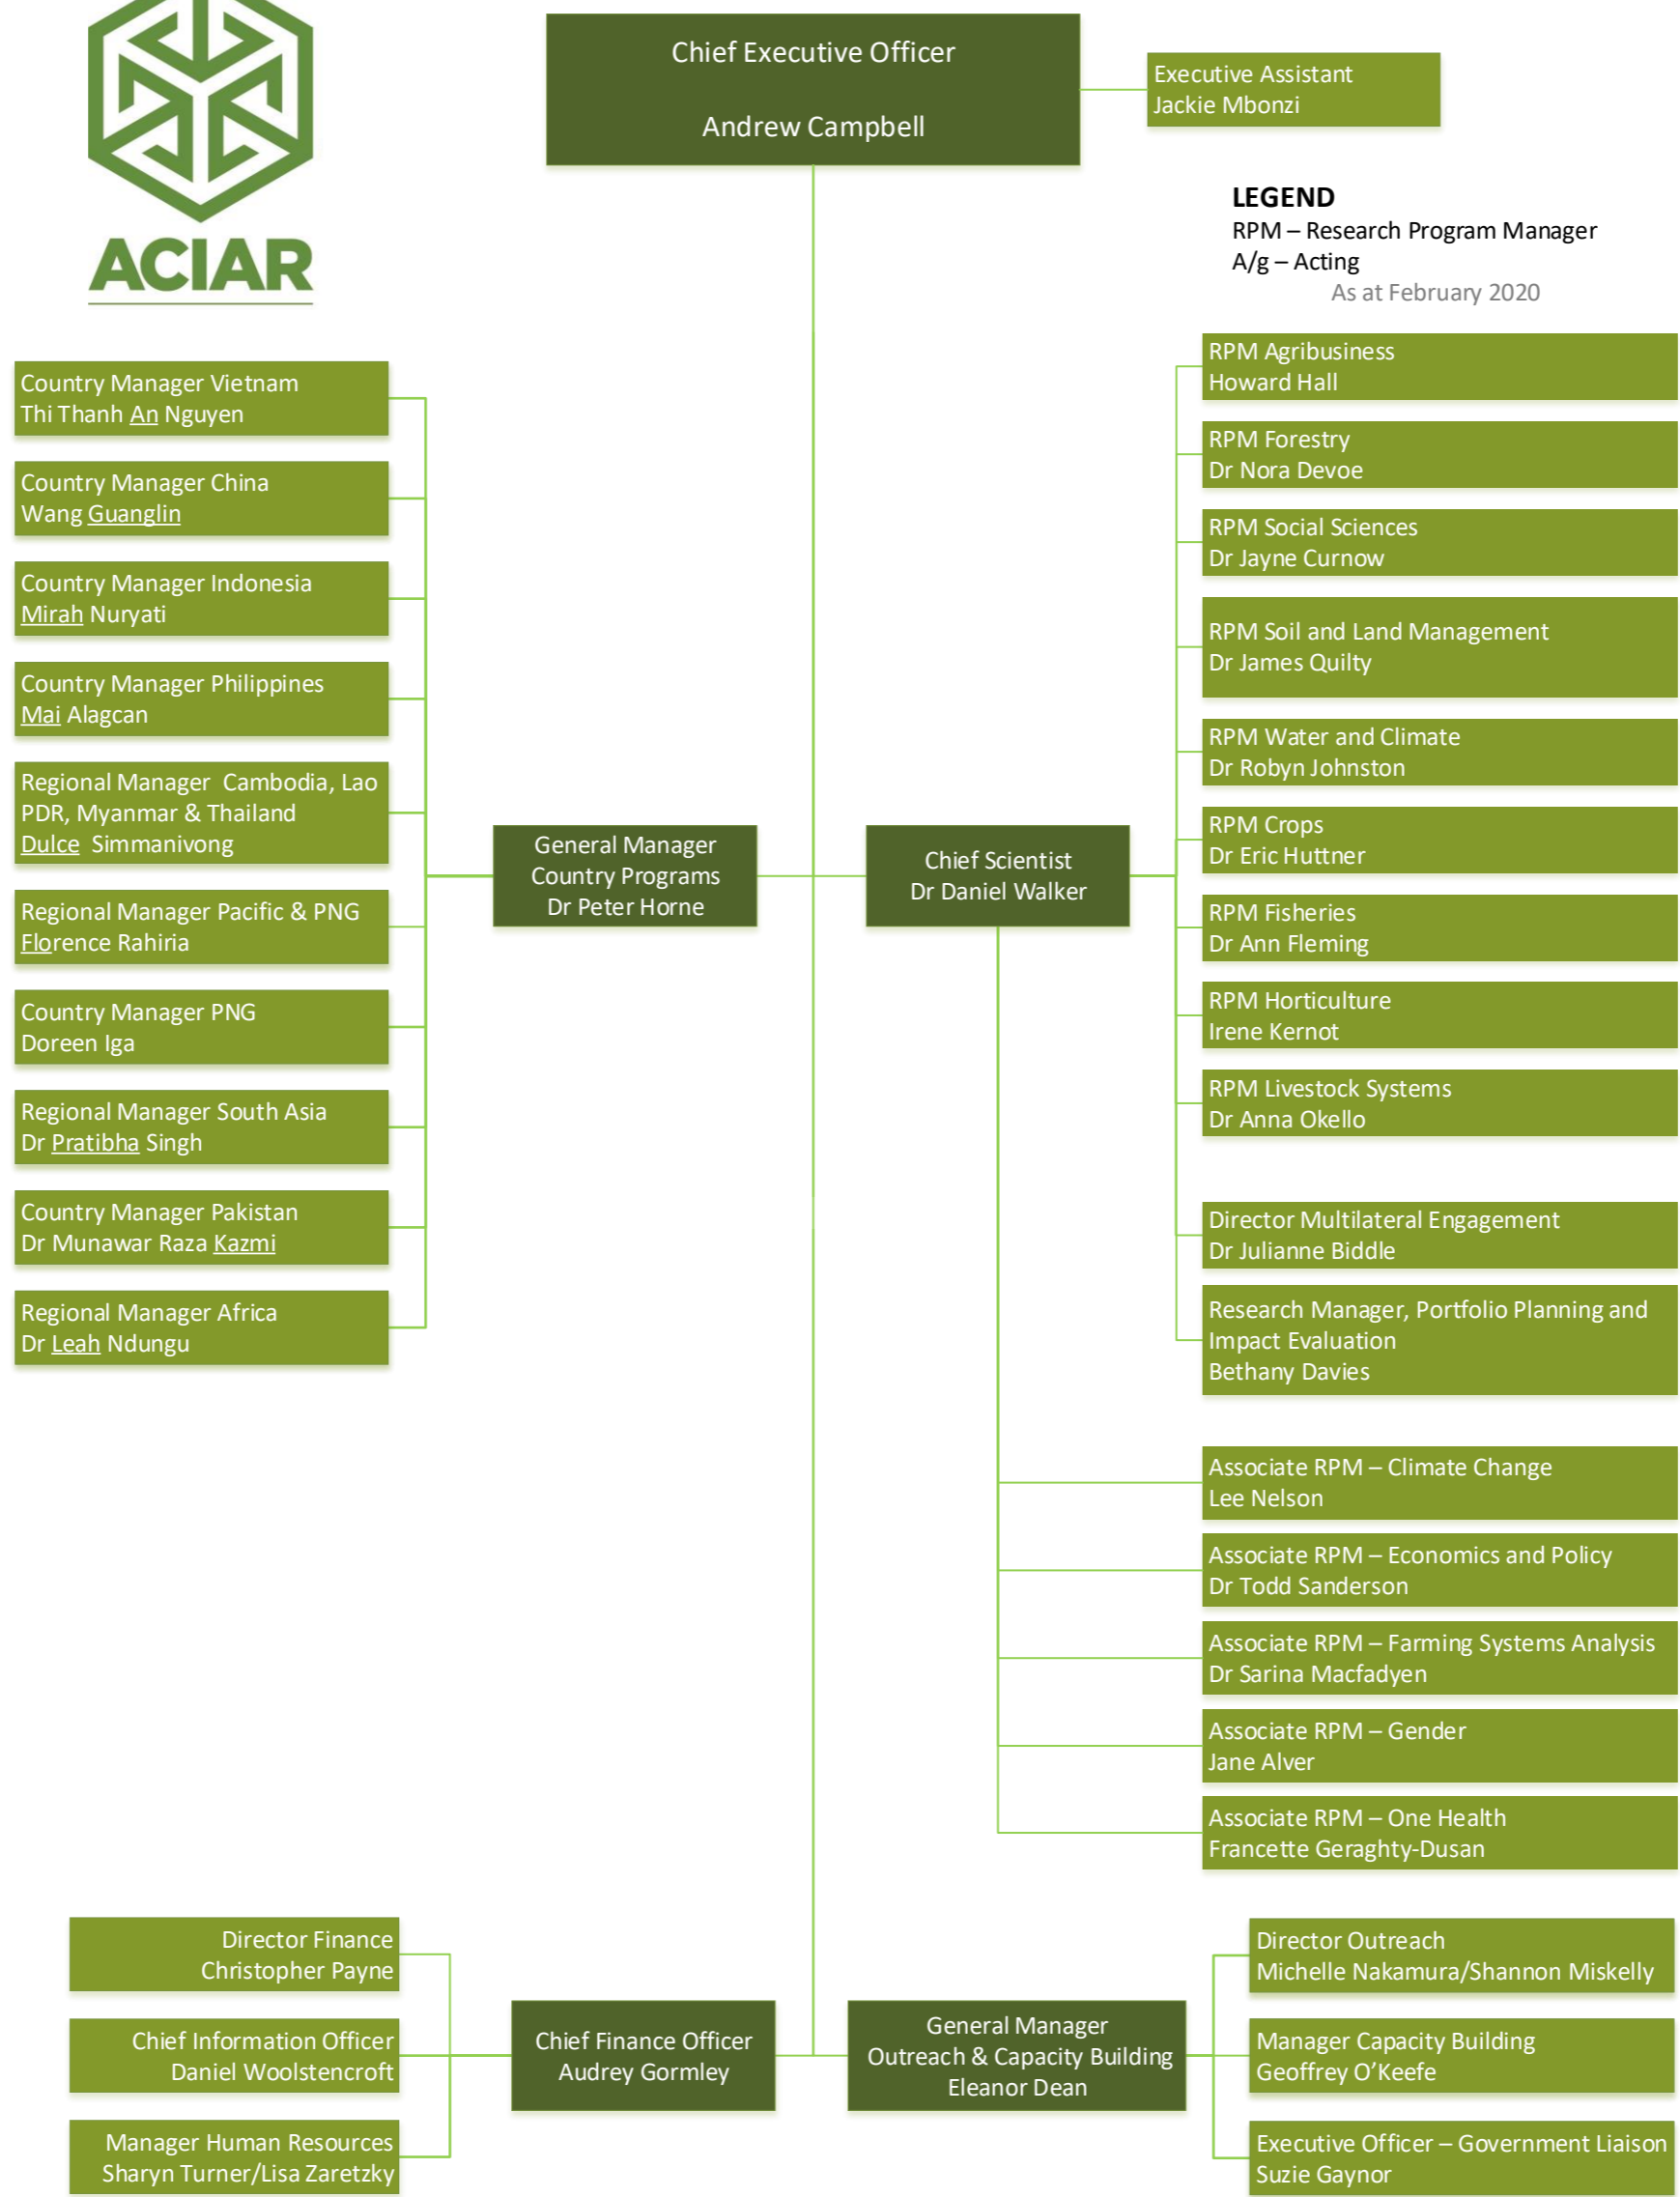 ACIAR
Chief Executive Officer
Andrew Campbell
Executive Assistant
Jackie Mbonzi
LEGEND
RPM – Research Program Manager
A/g – Acting
As at February 2020
Country Manager Vietnam
Thi Thanh An Nguyen
Country Manager China
Wang Guanglin
Country Manager Indonesia
Mirah Nuryati
Country Manager Philippines
Mai Alagcan
Regional Manager Cambodia, Lao
PDR, Myanmar & Thailand
Dulce Simmanivong
Regional Manager Pacific & PNG
Florence Rahiria
Country Manager PNG
Doreen Iga
Regional Manager South Asia
Dr Pratibha Singh
Country Manager Pakistan
Dr Munawar Raza Kazmi
Regional Manager Africa
Dr Leah Ndungu
General Manager
Country Programs
Dr Peter Horne
Chief Scientist
Dr Daniel Walker
RPM Agribusiness
Howard Hall
RPM Forestry
Dr Nora Devoe
RPM Social Sciences
Dr Jayne Curnow
RPM Soil and Land Management
Dr James Quilty
RPM Water and Climate
Dr Robyn Johnston
RPM Crops
Dr Eric Huttner
RPM Fisheries
Dr Ann Fleming
RPM Horticulture
Irene Kernot
RPM Livestock Systems
Dr Anna Okello
Director Multilateral Engagement
Dr Julianne Biddle
Research Manager, Portfolio Planning and
Impact Evaluation
Bethany Davies
Associate RPM – Climate Change
Lee Nelson
Associate RPM – Economics and Policy
Dr Todd Sanderson
Associate RPM – Farming Systems Analysis
Dr Sarina Macfadyen
Associate RPM – Gender
Jane Alver
Associate RPM – One Health
Francette Geraghty-Dusan
Director Finance
Christopher Payne
Chief Information Officer
Daniel Woolstencroft
Manager Human Resources
Sharyn Turner/Lisa Zaretzky
Chief Finance Officer
Audrey Gormley
General Manager
Outreach & Capacity Building
Eleanor Dean
Director Outreach
Michelle Nakamura/Shannon Miskelly
Manager Capacity Building
Geoffrey O’Keefe
Executive Officer – Government Liaison
Suzie Gaynor